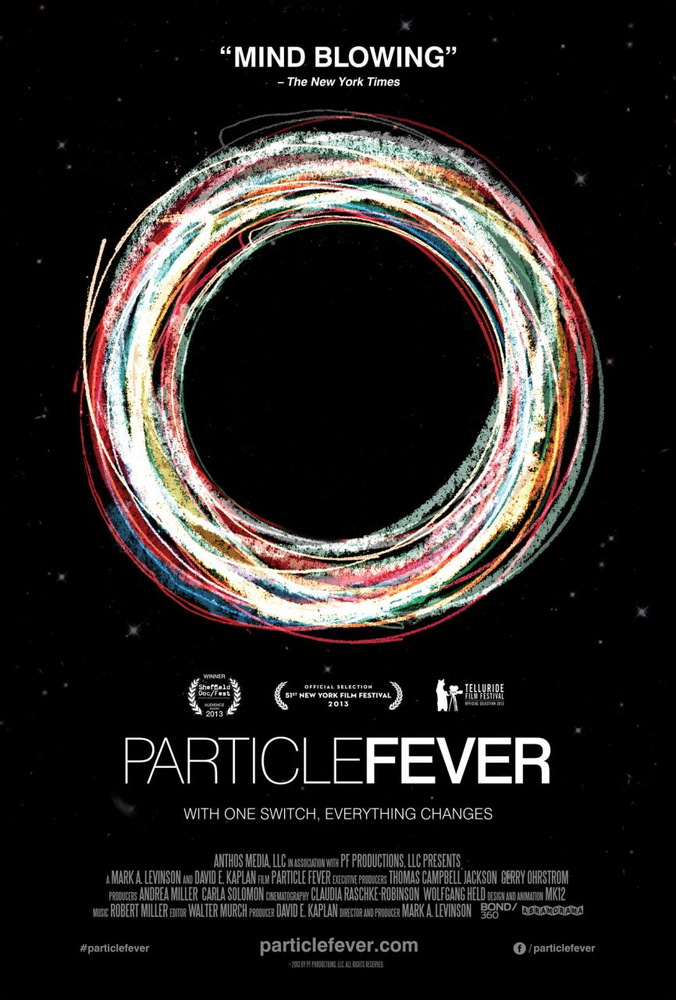 “MIND BLOWING”
– The New York Times
WINNER
Sheffield
Doc/Fest
AUDIENCE
AWARD
2013
OFFICIAL SELECTION
51ST NEW YORK FILM FESTIVAL
2013
TELLURIDE
FILM FESTIVAL
OFFICIAL SELECTION 2013
PARTICLEFEVER
WITH ONE SWITCH, EVERYTHING CHANGES
ANTHOS MEDIA, LLC IN ASSOCIATION WITH PF PRODUCTIONS, LLC PRESENTS
A MARK A. LEVINSON AND DAVID E. KAPLAN FILM PARTICLE FEVER EXECUTIVE PRODUCERS THOMAS CAMPBELL JACKSON GERRY OHRSTROM
PRODUCERS ANDREA MILLER CARLA SOLOMON CINEMATOGRAPHY CLAUDIA RASCHKE-ROBINSON WOLFGANG HELD DESIGN AND ANIMATION MK12
MUSIC ROBERT MILLER EDITOR WALTER MURCH PRODUCER DAVID E. KAPLAN DIRECTOR AND PRODUCER MARK A. LEVINSON BOND/360 ABRAMORAMA
#particlefever
particlefever.com
f / particlefever
©2013 BY PF PRODUCTIONS, LLC. ALL RIGHTS RESERVED.